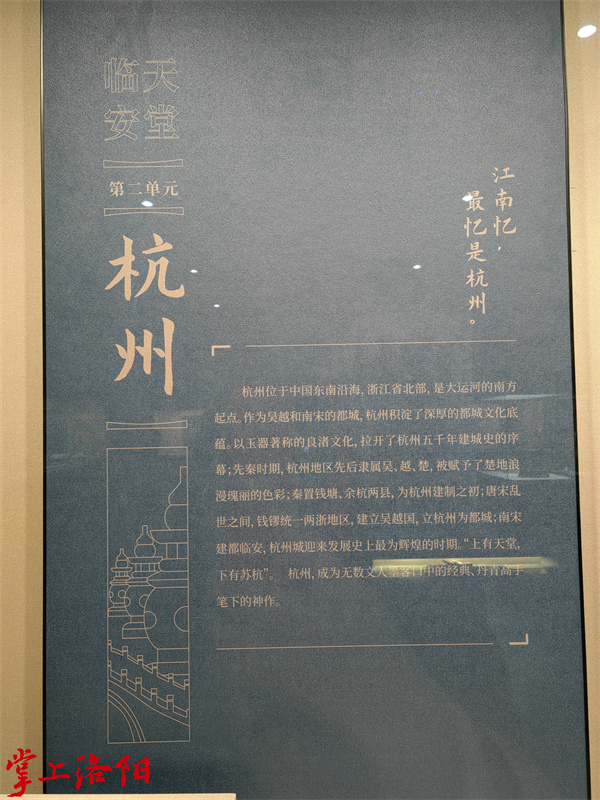 临天
安堂
第二单元
杭州
江南忆，
最忆是杭州。
杭州位于中国东南沿海，浙江省北部，是大运河的南方
起点。作为吴越和南宋的都城，杭州积淀了深厚的都城文化底
蕴。以玉器著称的良渚文化，拉开了杭州五千年建城史的序
幕；先秦时期，杭州地区先后隶属吴、越、楚，被赋予了楚地浪
漫瑰丽的色彩；秦置钱塘、余杭两县，为杭州建制之初；唐宋乱
世之间，钱镠统一两浙地区，建立吴越国，立杭州为都城；南宋
建都临安，杭州城迎来发展史上最为辉煌的时期。“上有天堂，
下有苏杭”。 杭州，成为无数文人墨客口中的经典、丹青高手
笔下的神作。
掌上洛阳